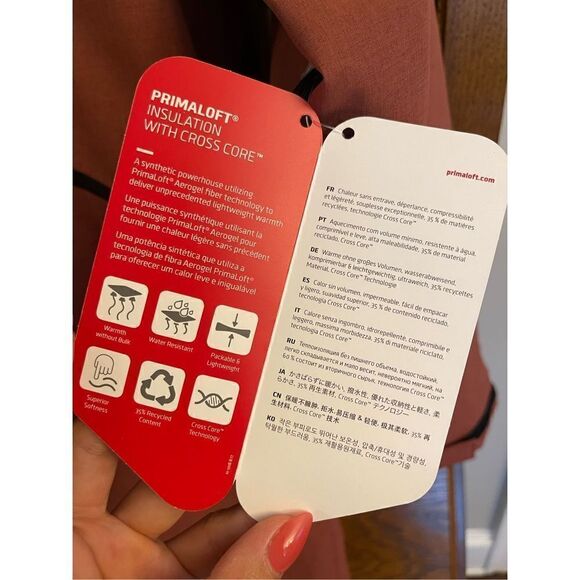 PRIMALOFT®
INSULATION
WITH CROSS CORE™
A synthetic powerhouse utilizing
PrimaLoft® Aerogel fiber technology to
deliver unprecedented lightweight warmth
Une puissance synthétique utilisant la
technologie PrimaLoft® Aerogel pour
fournir une chaleur légère sans précédent
Uma potência sintética que utiliza a
tecnologia de fibra Aerogel PrimaLoft®
para oferecer um calor leve e inigualável
Warmth
without Bulk
Water Resistant
Packable &
Lightweight
Superior
Softness
35% Recycled
Content
Cross Core™
Technology
primaloft.com
FR Chaleur sans entrave, déperlance, compressibilité
et légèreté, souplesse exceptionnelle, 35 % de matières
recyclées, technologie Cross Core™
PT Aquecimento com volume mínimo, resistente à água,
comprimível e leve, alta maleabilidade, 35% de material
reciclado, Cross Core™
DE Warme ohne großes Volumen, wasserabweisend,
komprimierbar & leichtgewichtig, ultraweich, 35% recyceltes
Material, Cross Core™ Technologie
ES Calor sin volumen, impermeable, fácil de empacar
y ligero, suavidad superior, 35 % de contenido reciclado,
tecnología Cross Core™
IT Calore senza ingombro, idrorepellente, comprimibile e
leggero, massima morbidezza, 35% di materiale riciclato,
tecnologia Cross Core™
RU Теплоизоляция без лишнего объема, водостойкий,
легко складывается и мало весит, невероятно мягкий, на
60 % состоит из вторичного сырья, технология Cross Core™
JA かさばらずに暖かい、撥水性、優れた収納性と軽さ、柔
らかさ、35% 再生素材、Cross Core™ テクノロジー
CN 保暖不臃肿, 拒水, 易压缩 & 轻便, 极其柔软, 35% 再
生材料, Cross Core™ 技术
KO 작은 부피로도 뛰어난 보온성, 압축/휴대성 및 경량성,
탁월한 부드러움, 35% 재활용원재료, Cross Core™기술